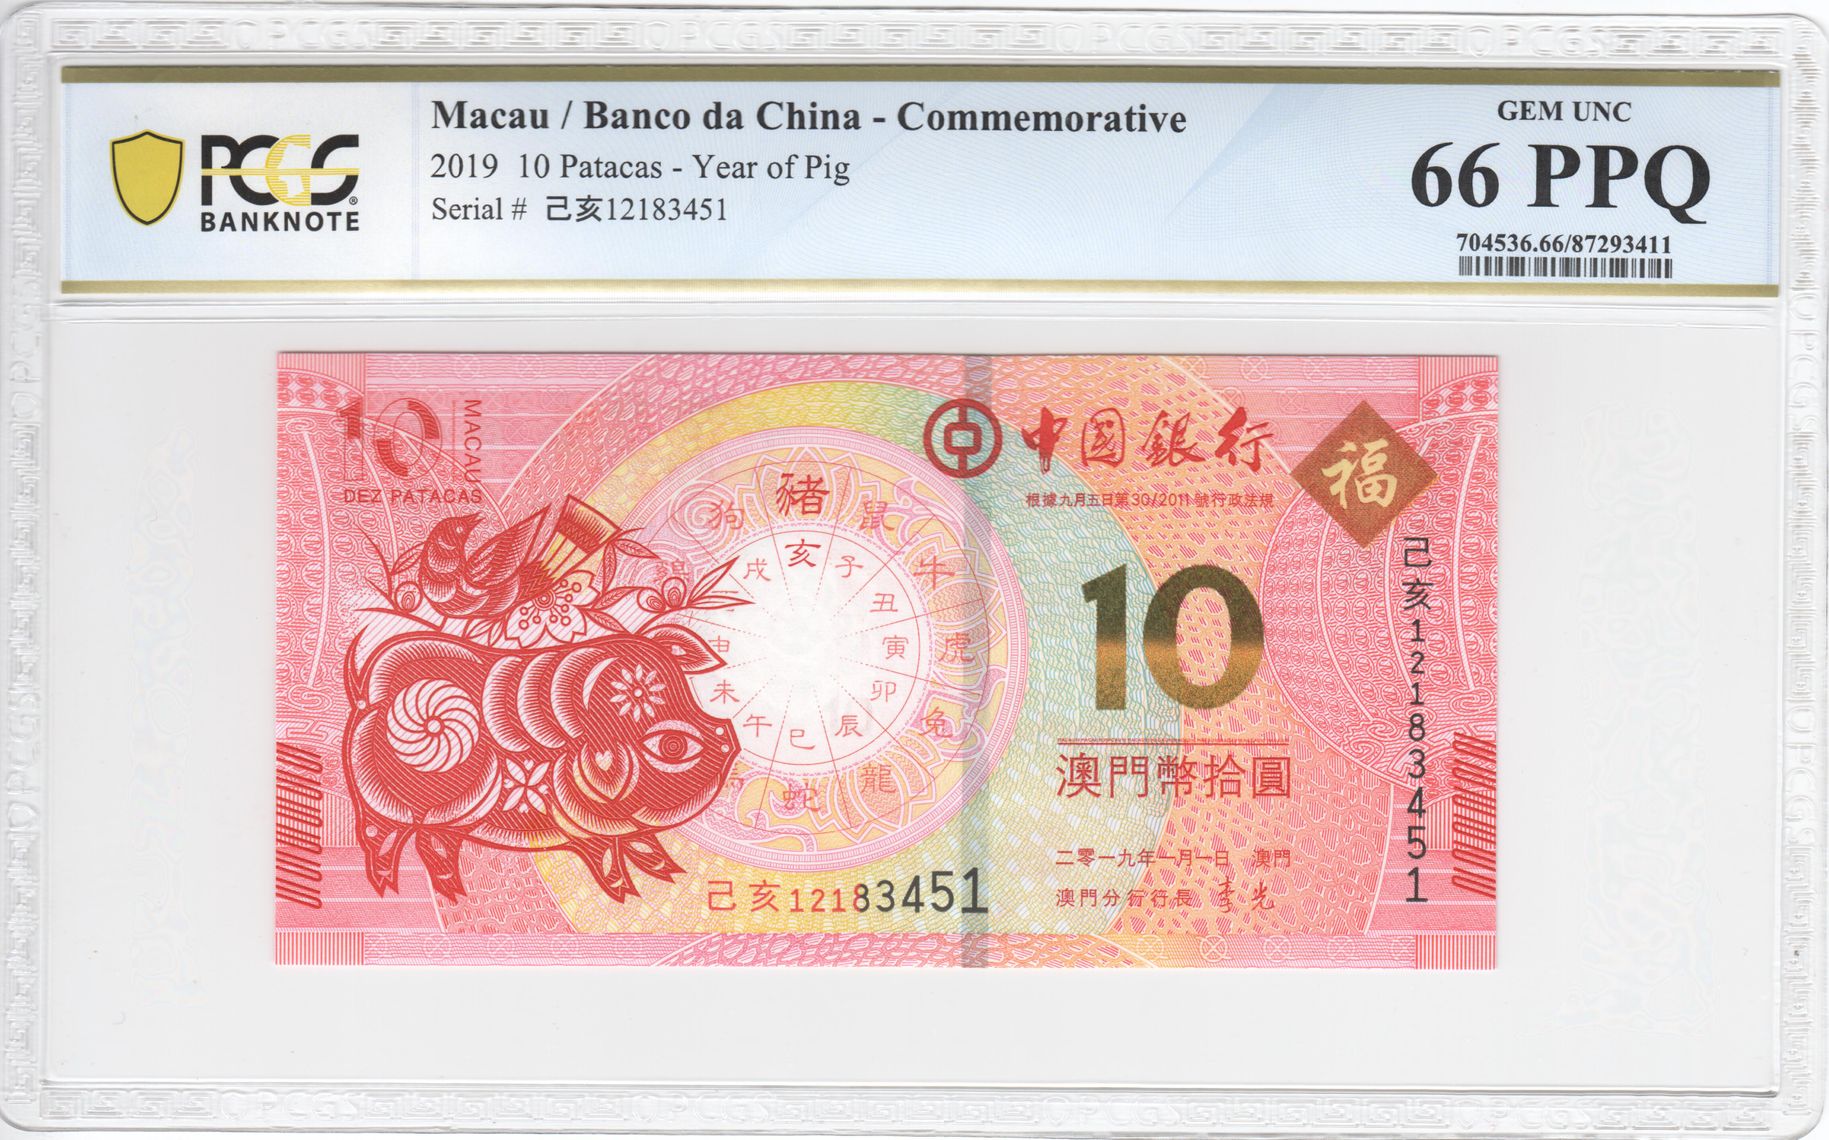 Macau / Banco da China - Commemorative
2019 10 Patacas - Year of Pig
Serial # 己亥12183451
PCGS
BANKNOTE
GEM UNC
66 PPQ
704536.66/87293411
10
MACAU
DEZ PATACAS
中國銀行
根據九月五日第30/2011號行政法規
福
豬
鼠
牛
虎
兔
龍
蛇
馬
狗
亥
子
丑
寅
卯
辰
巳
午
未
申
戌
10
澳門幣拾圓
二零一九年一月一日 澳門
澳門分行行長
己亥12183451
己亥12183451